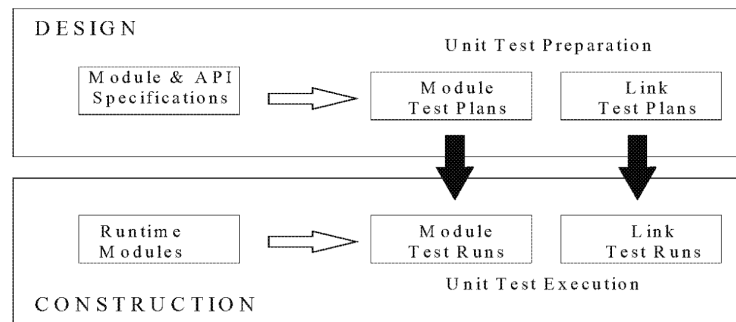 DESIGN
Unit Test Preparation
Module & API
Specifications
Module
Test Plans
Link
Test Plans
Runtime
Modules
Module
Test Runs
Link
Test Runs
Unit Test Execution
CONSTRUCTION